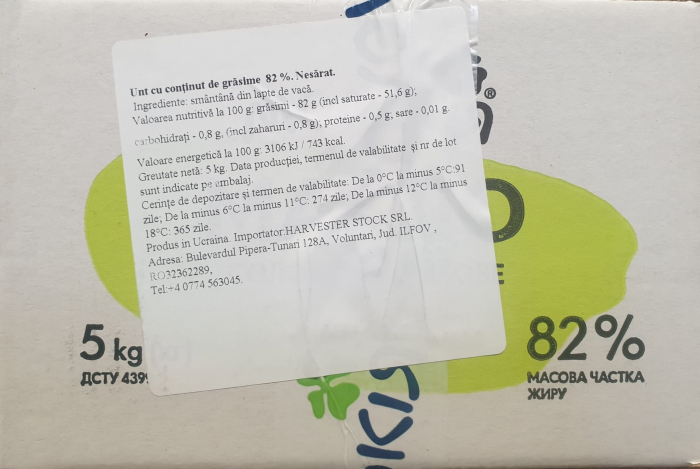 Unt cu conținut de grăsime 82 %. Nesărat.
Ingrediente: smântână din lapte de vacă.
Valoarea nutritivă la 100 g: grăsimi - 82 g (incl saturate - 51,6 g);
carbohidrați - 0,8 g, (incl zaharuri - 0,8 g); proteine - 0,5 g; sare - 0,01 g.
Valoare energetică la 100 g: 3106 kJ / 743 kcal.
Greutate netă: 5 kg. Data producției, termenul de valabilitate și nr de lot
sunt indicate pe ambalaj.
Cerințe de depozitare și termen de valabilitate: De la 0°C la minus 5°C:91
zile; De la minus 6°C la minus 11°C: 274 zile; De la minus 12°C la minus
18°C: 365 zile.
Produs in Ucraina. Importator:HARVESTER STOCK SRL.
Adresa: Bulevardul Pipera-Tunari 128A, Voluntari, Jud. ILFOV ,
RO32362289,
Tel:+4 0774 563045.
5 kg
ДСТУ 4399
82%
МАСОВА ЧАСТКА
ЖИРУ